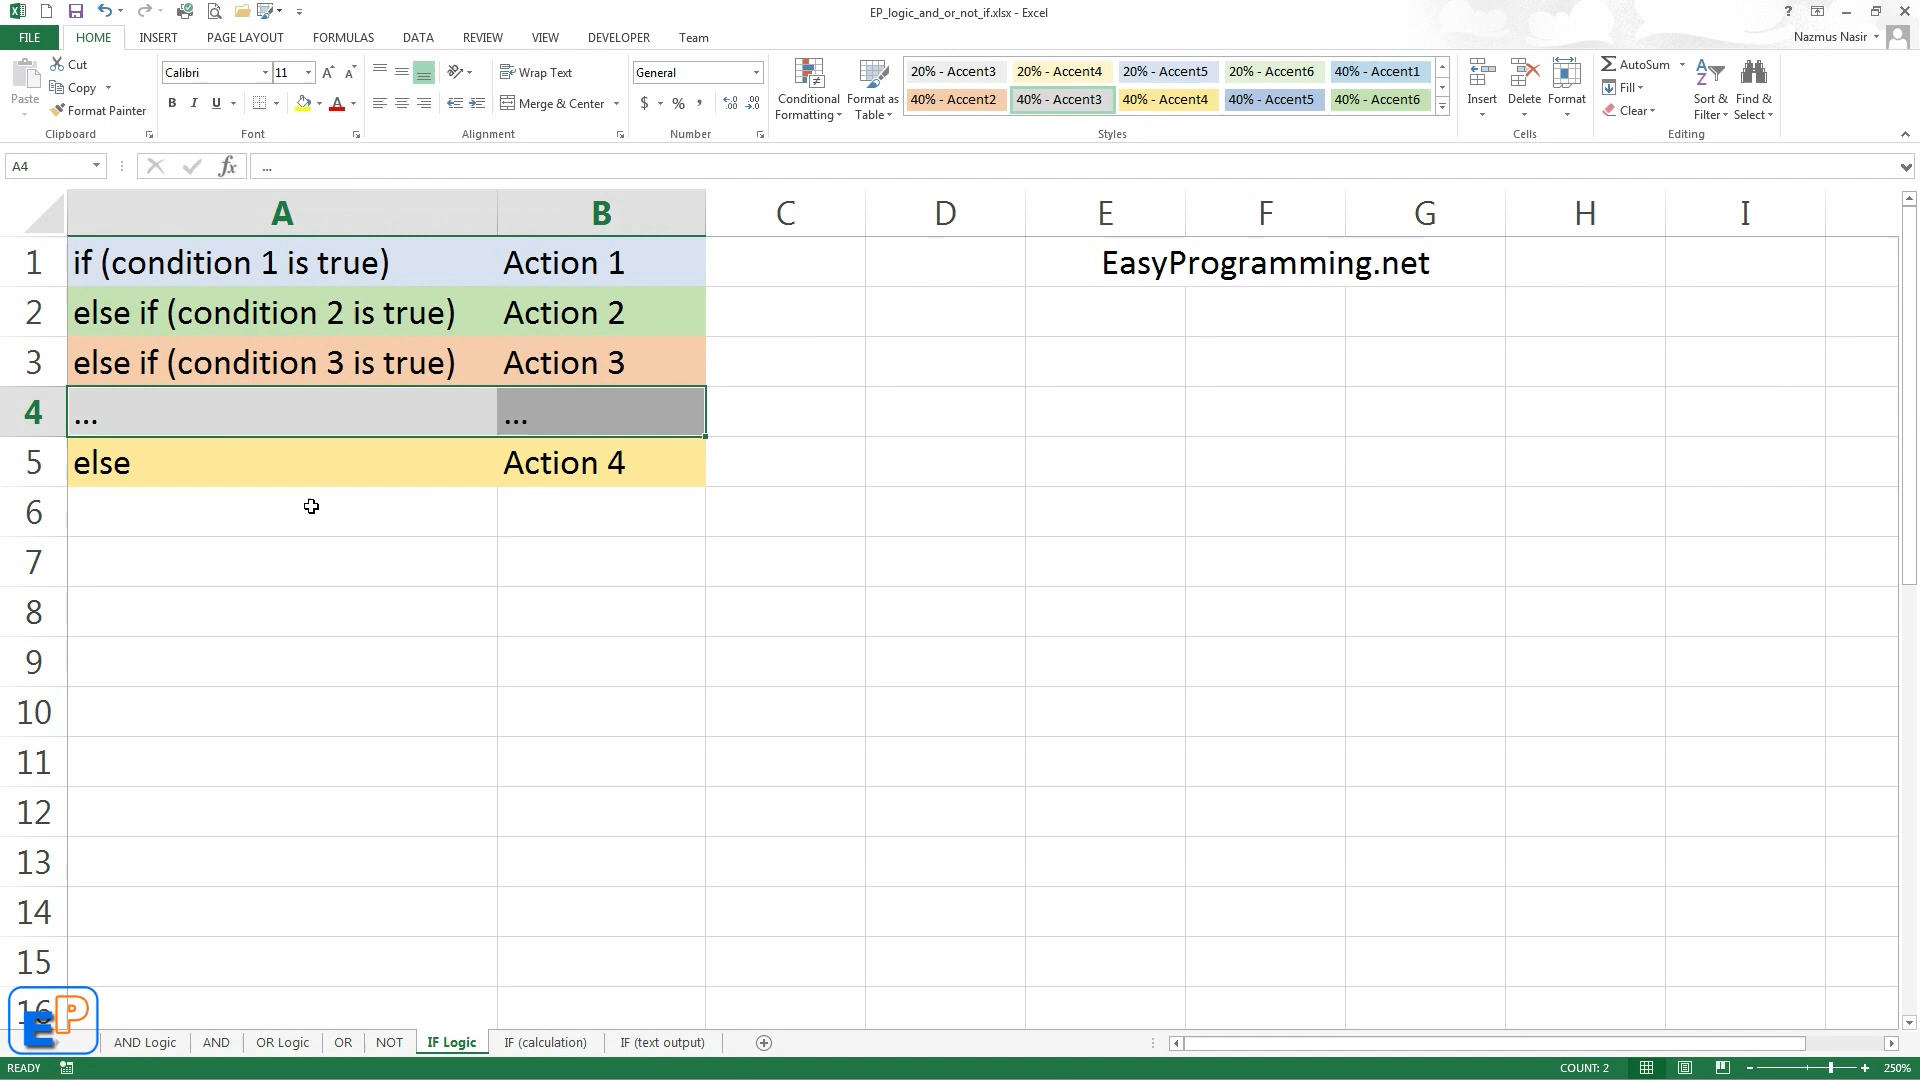 EP_logic_and_or_not_if.xlsx - Excel
FILE HOME INSERT PAGE LAYOUT FORMULAS DATA REVIEW VIEW DEVELOPER Team
Nazmus Nasir
Paste
Cut
Copy
Format Painter
Clipboard
Calibri 11
B I U
Font
Wrap Text
Merge & Center
Alignment
General
$ % ,
Number
Conditional Formatting
Format as Table
20% - Accent3 20% - Accent4 20% - Accent5 20% - Accent6 40% - Accent1
40% - Accent2 40% - Accent3 40% - Accent4 40% - Accent5 40% - Accent6
Styles
Insert Delete Format
Cells
AutoSum
Fill
Clear
Sort & Filter
Find & Select
Editing
A4 fx ...
A B C D E F G H I
1 if (condition 1 is true) Action 1 EasyProgramming.net
2 else if (condition 2 is true) Action 2
3 else if (condition 3 is true) Action 3
4 ... ...
5 else Action 4
6
7
8
9
10
11
12
13
14
15
16
EP
AND Logic AND OR Logic OR NOT IF Logic IF (calculation) IF (text output)
READY COUNT: 2 250%